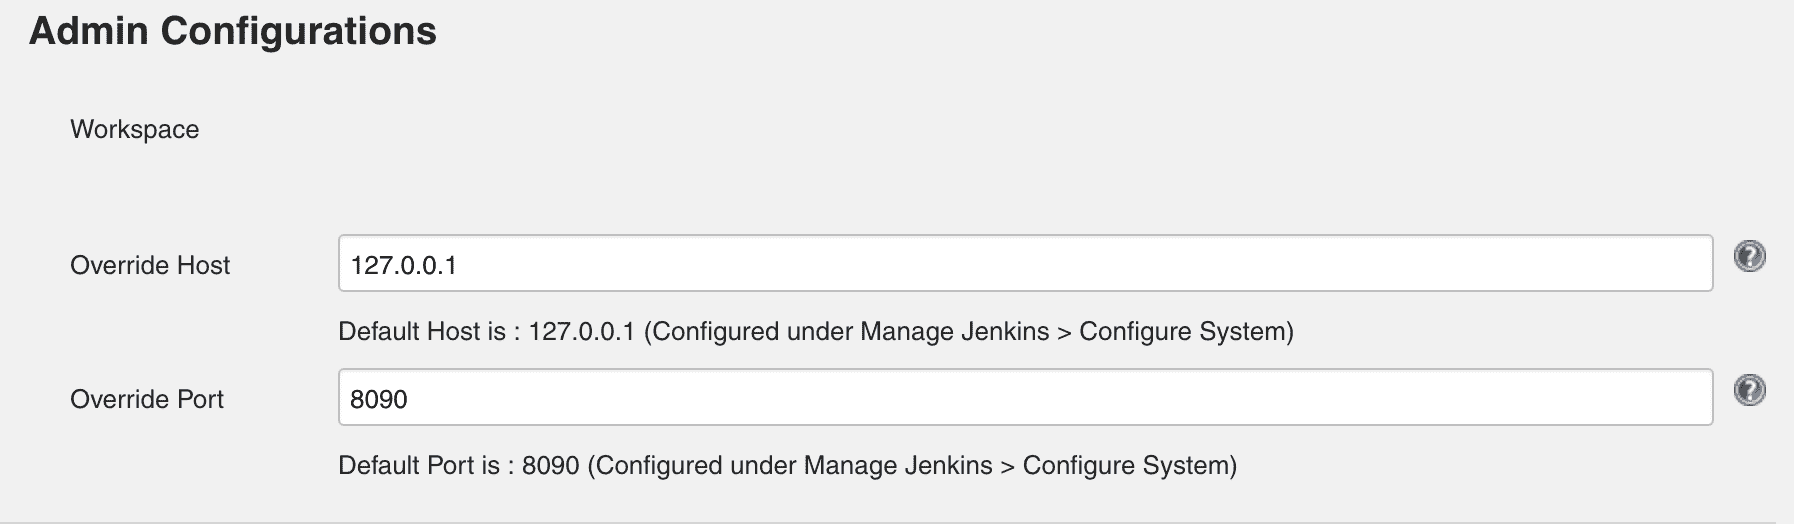 Admin Configurations
Workspace
Override Host
127.0.0.1
Default Host is : 127.0.0.1 (Configured under Manage Jenkins > Configure System)
Override Port
8090
Default Port is : 8090 (Configured under Manage Jenkins > Configure System)